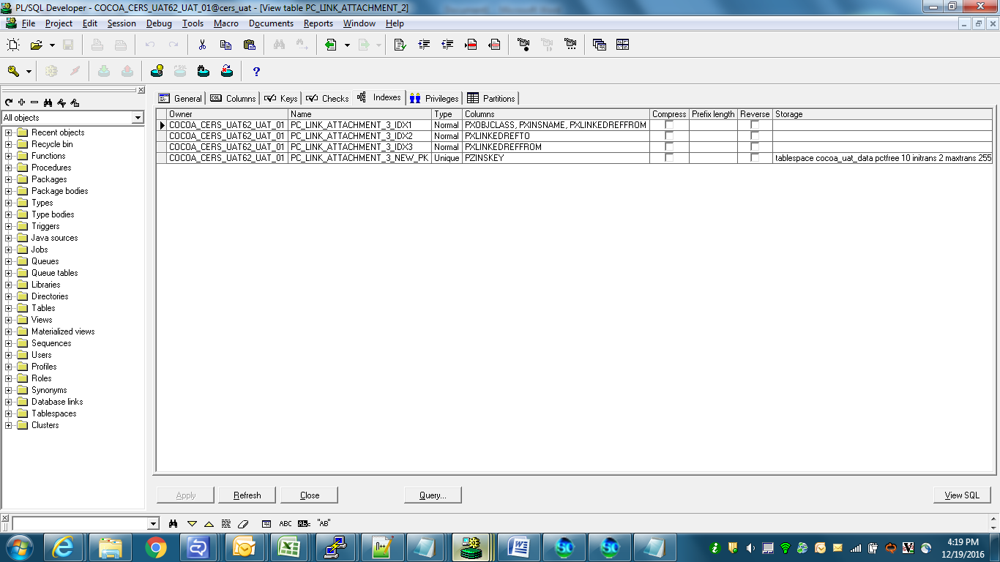 PL/SQL Developer - COCOA_CERS_UAT62_UAT_01@cers_uat - [View table PC_LINK_ATTACHMENT_2]
File Project Edit Session Debug Tools Macro Documents Reports Window Help
All objects
Recent objects
Recycle bin
Functions
Procedures
Packages
Package bodies
Types
Type bodies
Triggers
Java sources
Jobs
Queues
Queue tables
Libraries
Directories
Tables
Views
Materialized views
Sequences
Users
Profiles
Roles
Synonyms
Database links
Tablespaces
Clusters
General COL Columns Keys Checks Indexes Privileges Partitions
Owner Name Type Columns Compress Prefix length Reverse Storage
COCOA_CERS_UAT62_UAT_01 PC_LINK_ATTACHMENT_3_IDX1 Normal PXOBJCLASS, PXINSNAME, PXLINKEDREFFROM
COCOA_CERS_UAT62_UAT_01 PC_LINK_ATTACHMENT_3_IDX2 Normal PXLINKEDREFTO
COCOA_CERS_UAT62_UAT_01 PC_LINK_ATTACHMENT_3_IDX3 Normal PXLINKEDREFFROM
COCOA_CERS_UAT62_UAT_01 PC_LINK_ATTACHMENT_3_NEW_PK Unique PZINSKEY tablespace cocoa_uat_data pctfree 10 initrans 2 maxtrans 255
Apply Refresh Close Query... View SQL
ABC "AB"
4:19 PM
12/19/2016